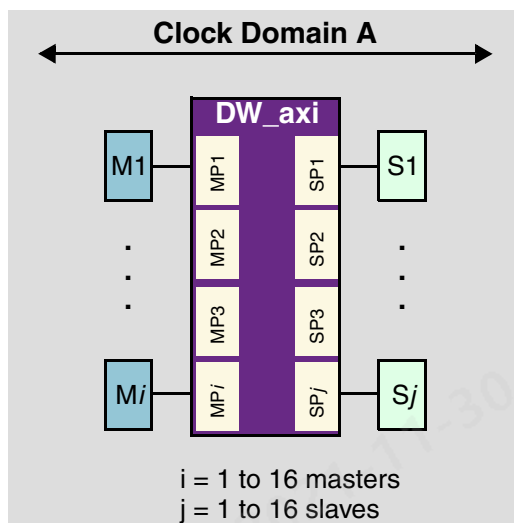 Clock Domain A
DW_axi
M1
MP1
SP1
S1
MP2
SP2
MP3
SP3
Mi
MPi
SPj
Sj
i = 1 to 16 masters
j = 1 to 16 slaves